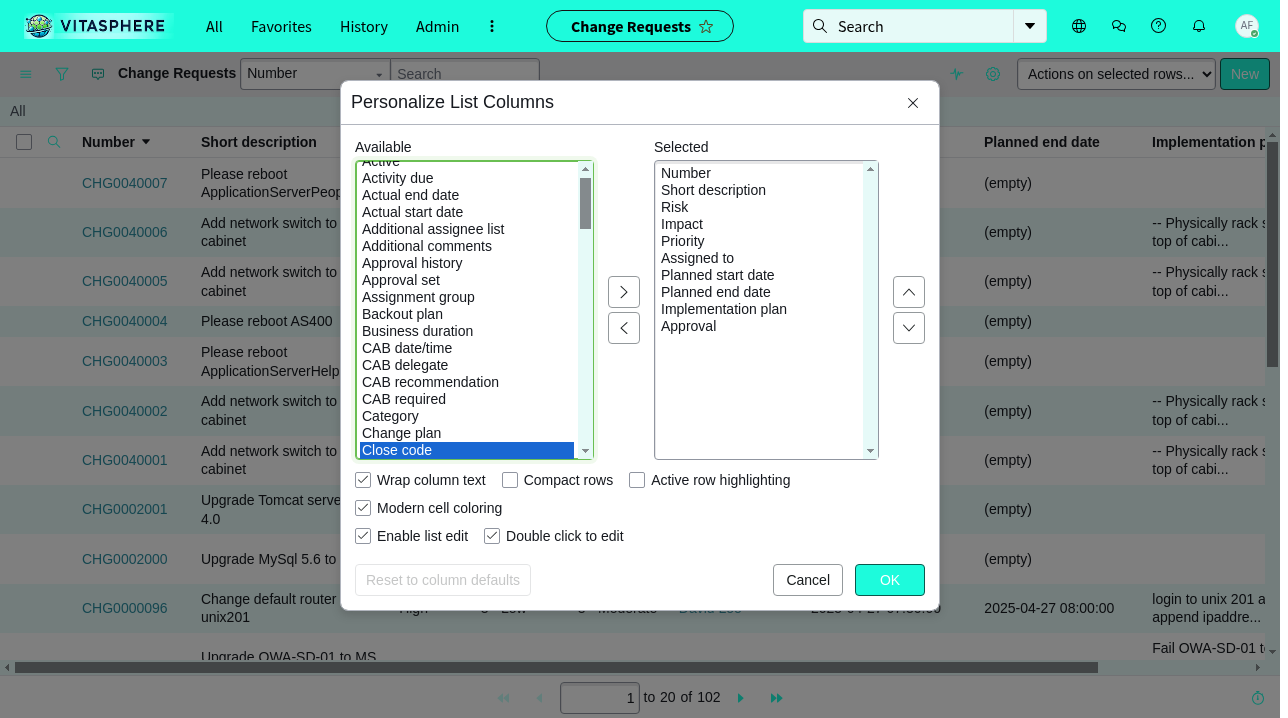 VITASPHERE
All
Favorites
History
Admin
Change Requests
Search
AF
Change Requests
Number
Search
Actions on selected rows...
New
All
Number
Short description
Planned end date
Implementation p
CHG0040007
Please reboot
ApplicationServerPeop
(empty)
CHG0040006
Add network switch to
cabinet
(empty)
-- Physically rack s
top of cabi...
CHG0040005
Add network switch to
cabinet
(empty)
-- Physically rack s
top of cabi...
CHG0040004
Please reboot AS400
(empty)
CHG0040003
Please reboot
ApplicationServerHelp
(empty)
CHG0040002
Add network switch to
cabinet
(empty)
-- Physically rack s
top of cabi...
CHG0040001
Add network switch to
cabinet
(empty)
-- Physically rack s
top of cabi...
CHG0002001
Upgrade Tomcat serve
4.0
(empty)
CHG0002000
Upgrade MySql 5.6 to
(empty)
CHG0000096
Change default router
unix201
2025-04-27 08:00:00
login to unix 201 a
append ipaddre...
Upgrade OWA-SD-01 to MS
Fail OWA-SD-01 to
Personalize List Columns
Available
Active
Activity due
Actual end date
Actual start date
Additional assignee list
Additional comments
Approval history
Approval set
Assignment group
Backout plan
Business duration
CAB date/time
CAB delegate
CAB recommendation
CAB required
Category
Change plan
Close code
Selected
Number
Short description
Risk
Impact
Priority
Assigned to
Planned start date
Planned end date
Implementation plan
Approval
Wrap column text
Compact rows
Active row highlighting
Modern cell coloring
Enable list edit
Double click to edit
Reset to column defaults
Cancel
OK
1 to 20 of 102